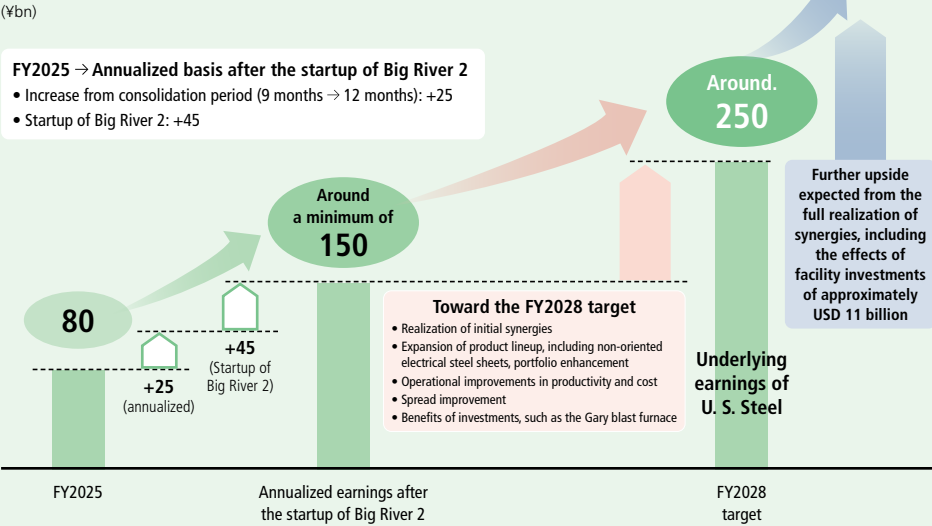 (¥bn)
FY2025 → Annualized basis after the startup of Big River 2
• Increase from consolidation period (9 months → 12 months): +25
• Startup of Big River 2: +45
80
+25
(annualized)
+45
(Startup of
Big River 2)
Around
a minimum of
150
Toward the FY2028 target
• Realization of initial synergies
• Expansion of product lineup, including non-oriented
electrical steel sheets, portfolio enhancement
• Operational improvements in productivity and cost
• Spread improvement
• Benefits of investments, such as the Gary blast furnace
Around.
250
Underlying
earnings of
U. S. Steel
Further upside
expected from the
full realization of
synergies, including
the effects of
facility investments
of approximately
USD 11 billion
FY2025
Annualized earnings after
the startup of Big River 2
FY2028
target